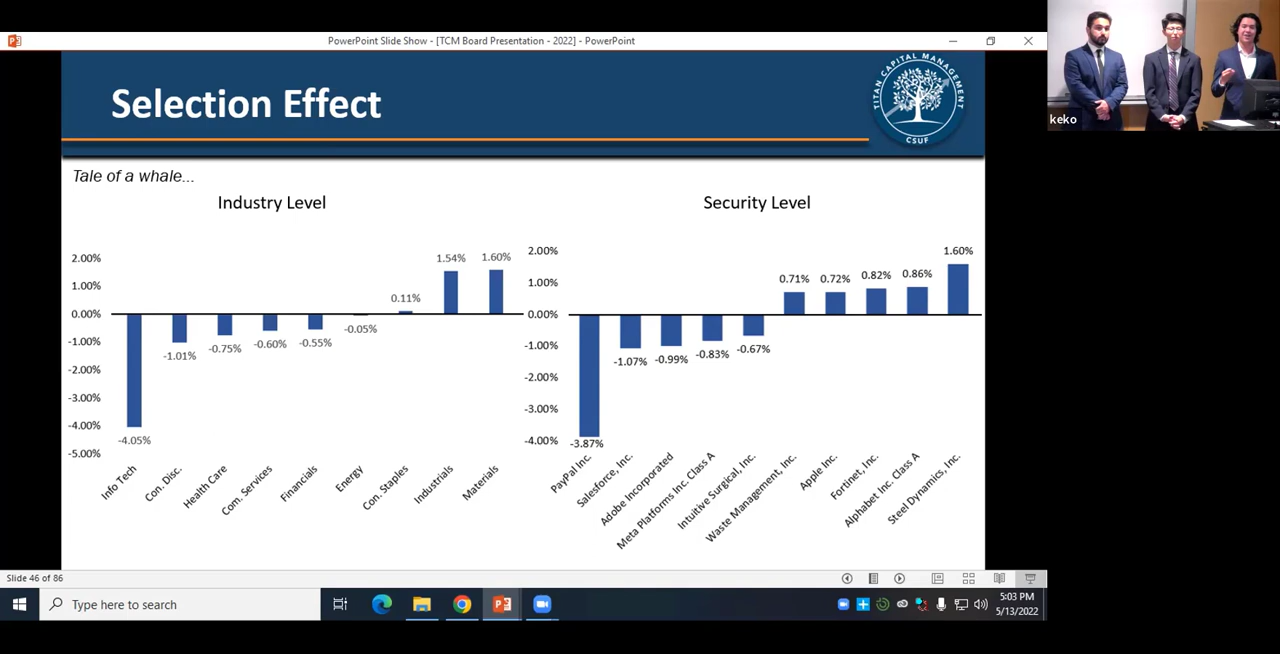 PowerPoint Slide Show - [TCM Board Presentation - 2022] - PowerPoint
Selection Effect
TITAN CAPITAL MANAGEMENT
CSUF
keko
Tale of a whale...
Industry Level
2.00%
1.00%
0.00%
-1.00%
-2.00%
-3.00%
-4.00%
-5.00%
-4.05%
-1.01%
-0.75%
-0.60%
-0.55%
-0.05%
0.11%
1.54%
1.60%
Info Tech
Con. Disc.
Health Care
Com. Services
Financials
Energy
Con. Staples
Industrials
Materials
Security Level
2.00%
1.00%
0.00%
-1.00%
-2.00%
-3.00%
-4.00%
-3.87%
-1.07%
-0.99%
-0.83%
-0.67%
0.71%
0.72%
0.82%
0.86%
1.60%
PayPal Inc.
Salesforce, Inc.
Adobe Incorporated
Meta Platforms Inc. Class A
Intuitive Surgical, Inc.
Waste Management, Inc.
Apple Inc.
Fortinet, Inc.
Alphabet Inc. Class A
Steel Dynamics, Inc.
Slide 46 of 86
Type here to search
5:03 PM
5/13/2022